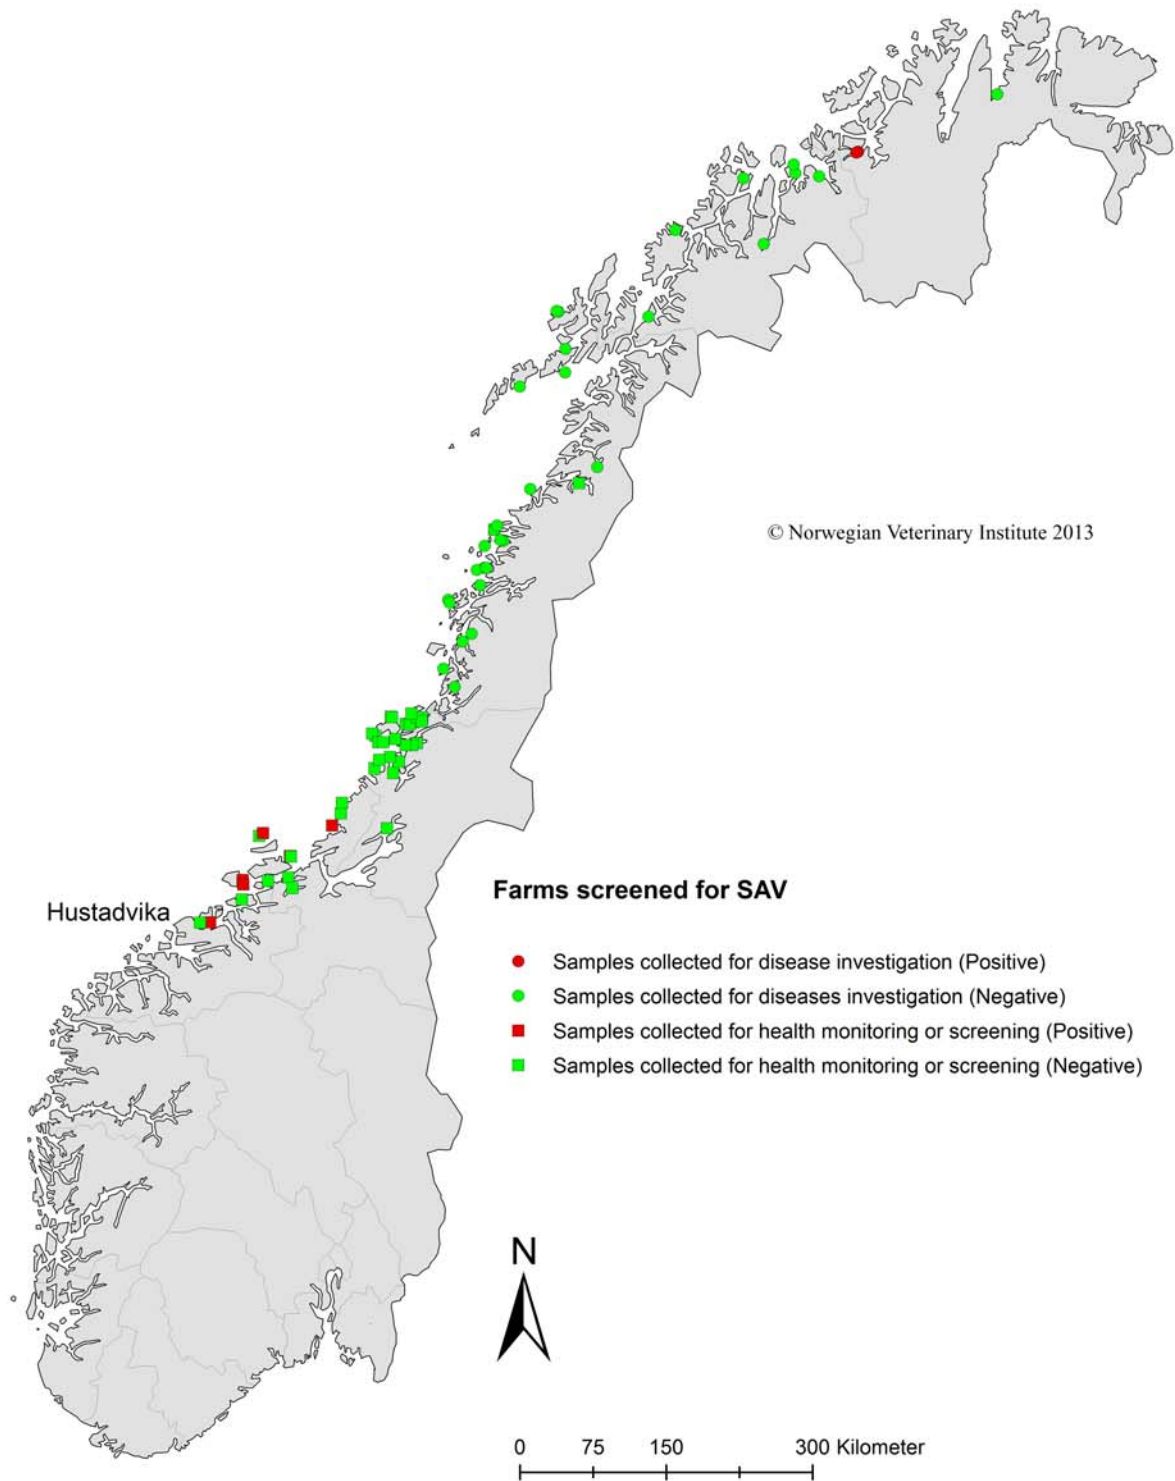 © Norwegian Veterinary Institute 2013
Farms screened for SAV
Hustadvika
Samples collected for disease investigation (Positive)
Samples collected for diseases investigation (Negative)
Samples collected for health monitoring or screening (Positive)
Samples collected for health monitoring or screening (Negative)
N
0 75 150 300 Kilometer